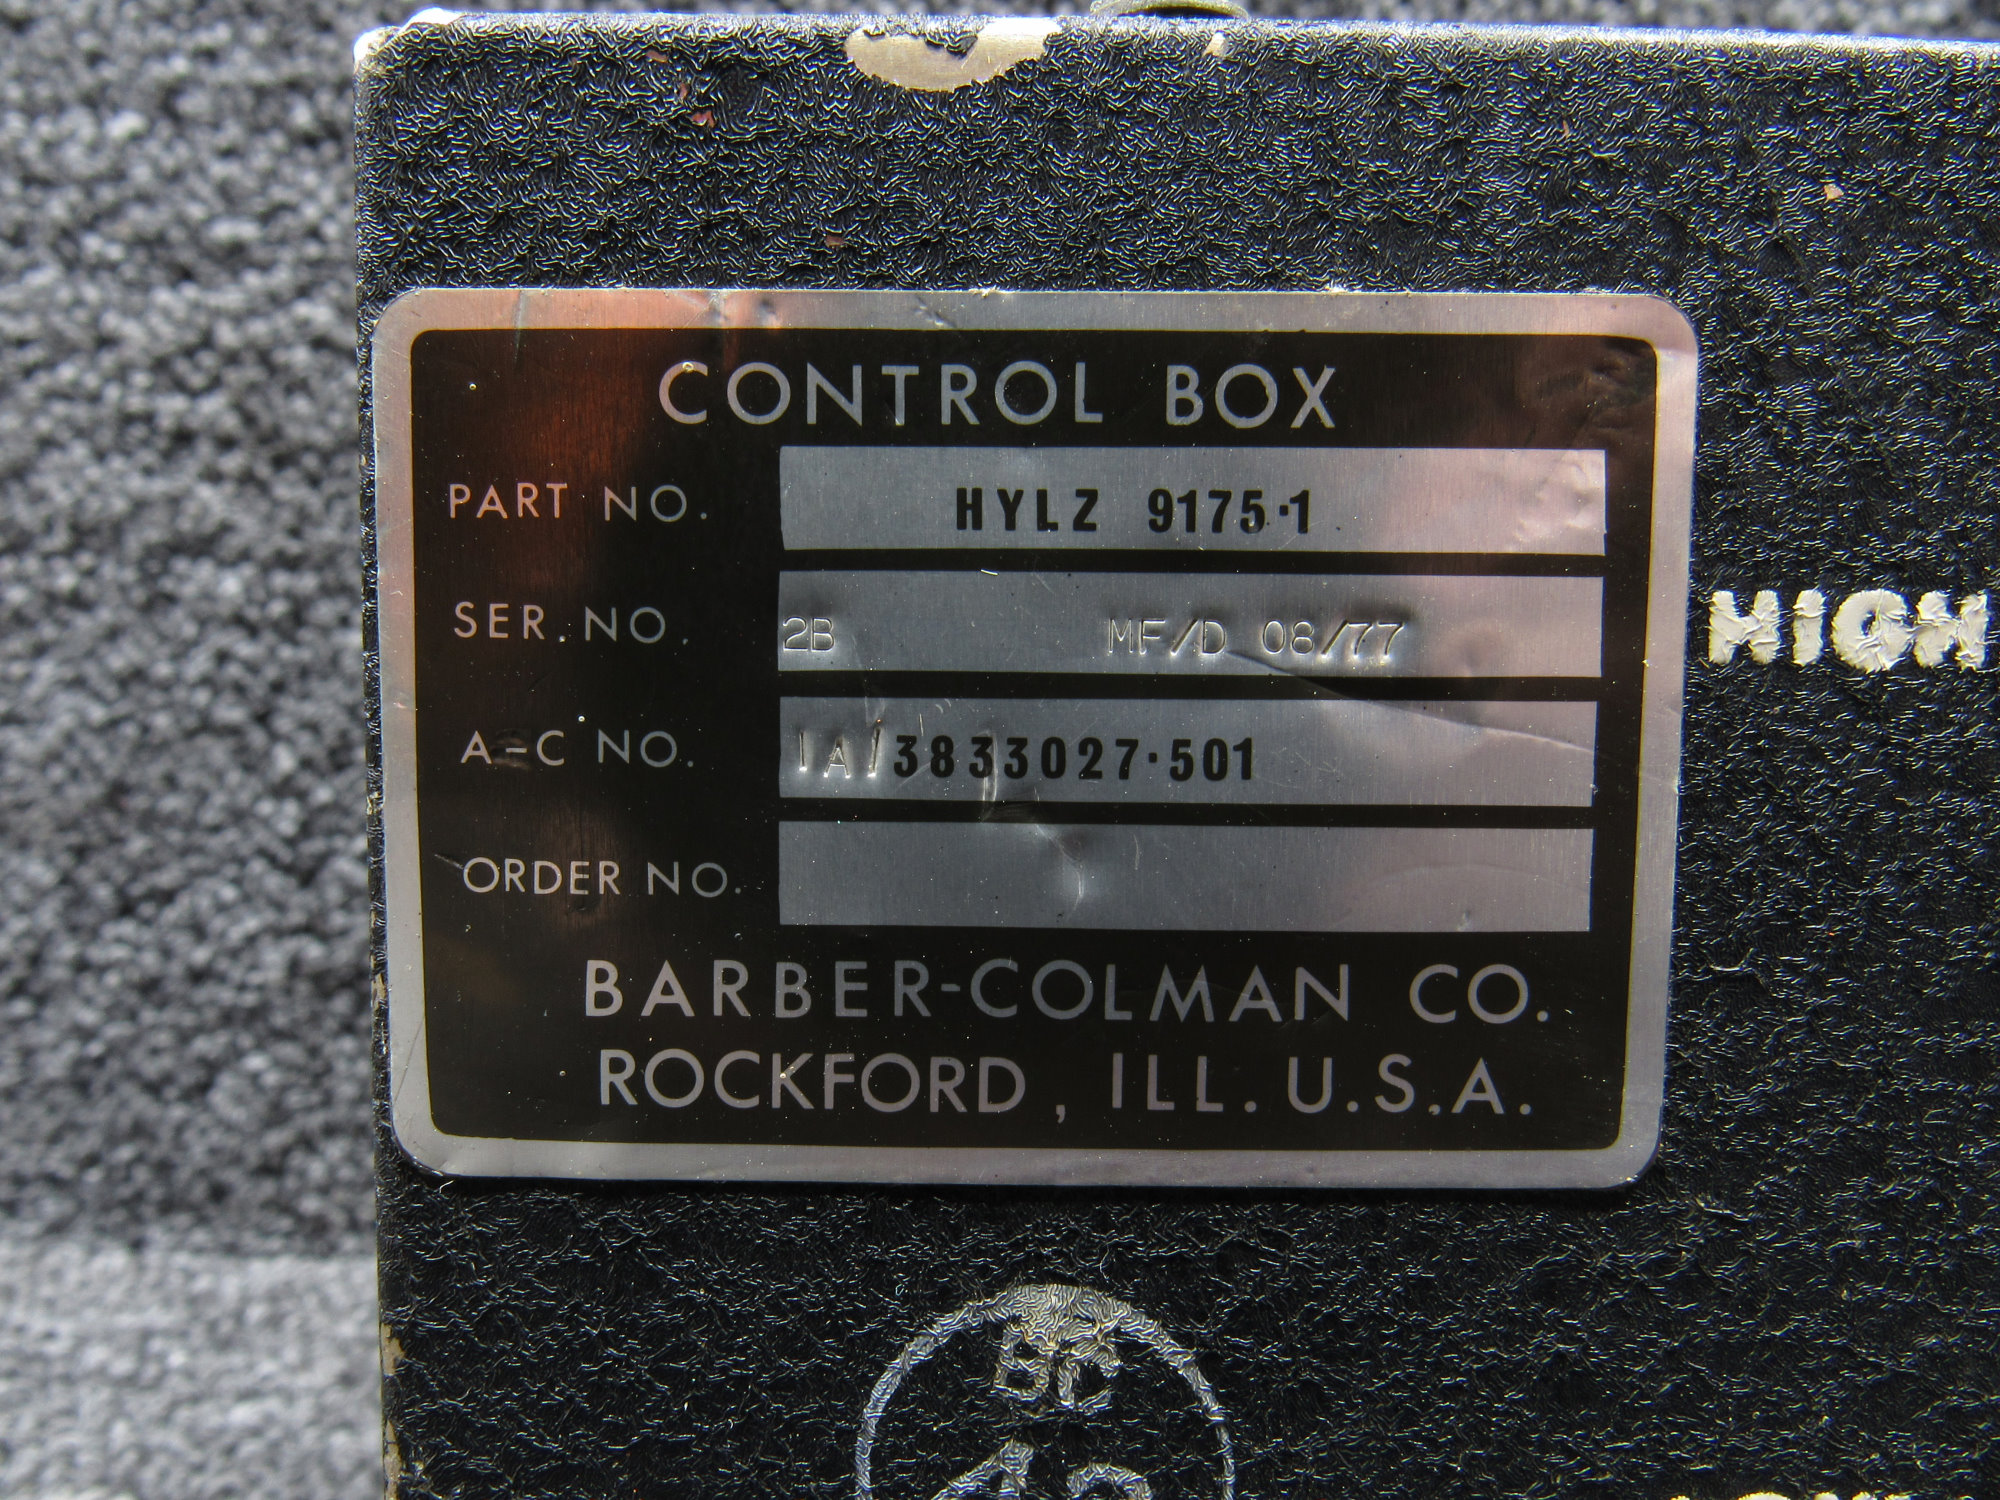 CONTROL BOX
PART NO. HYLZ 9175·1
SER. NO. 2B MF/D 08/77
A-C NO. /A/3833027·501
ORDER NO.
BARBER-COLMAN CO.
ROCKFORD, ILL. U.S.A.
HIGH
BC